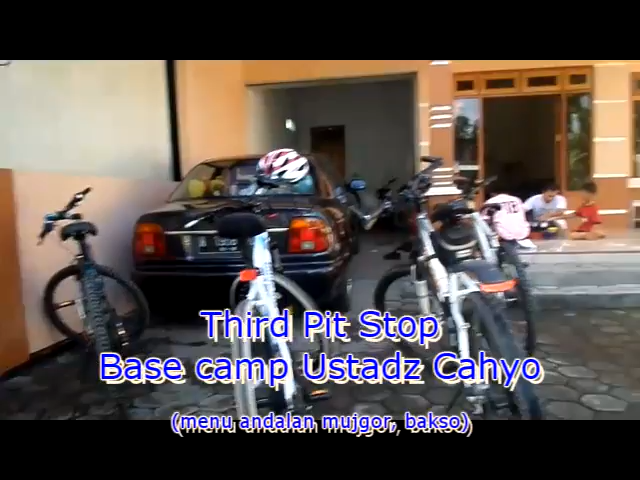 Third Pit Stop
Base camp Ustadz Cahyo
(menu andalan mujgor, bakso)